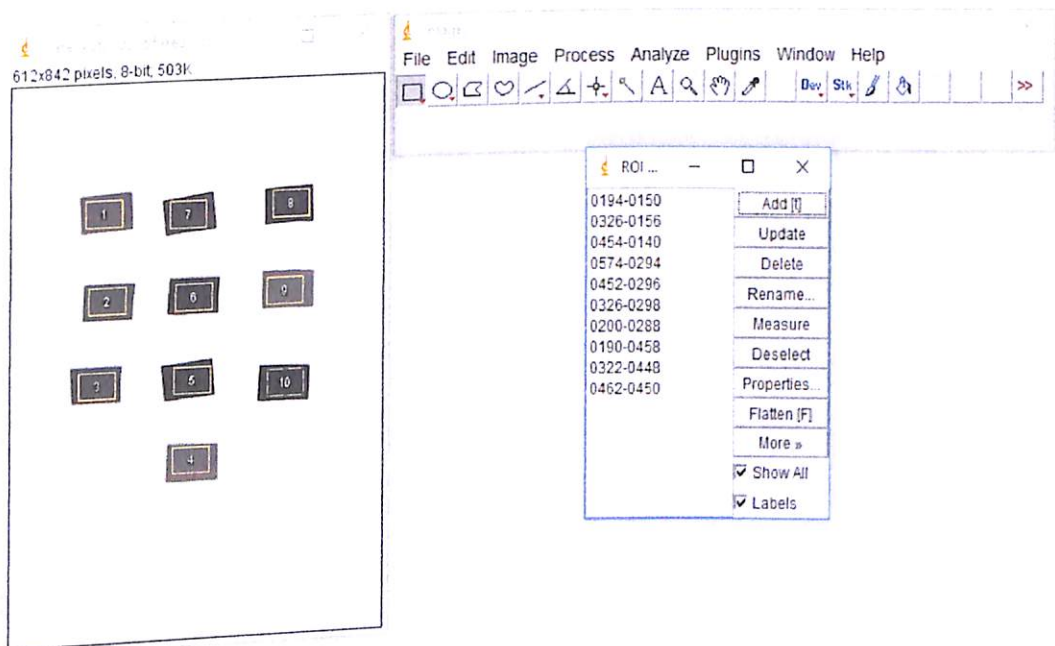 612x842 pixels, 8-bit, 503K
1
7
8
2
6
9
3
5
10
4
File Edit Image Process Analyze Plugins Window Help
A Dev Stk >>
ROI ...
0194-0150
0326-0156
0454-0140
0574-0294
0452-0296
0326-0298
0200-0288
0190-0458
0322-0448
0462-0450
Add [t]
Update
Delete
Rename...
Measure
Deselect
Properties...
Flatten [F]
More »
Show All
Labels